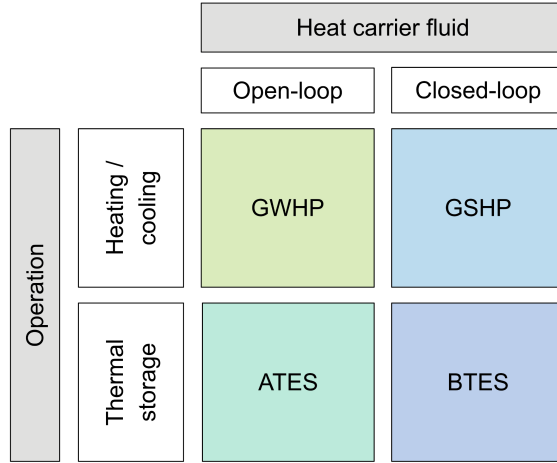 Heat carrier fluid
Open-loop
Closed-loop
Operation
Heating /
cooling
GWHP
GSHP
Thermal
storage
ATES
BTES